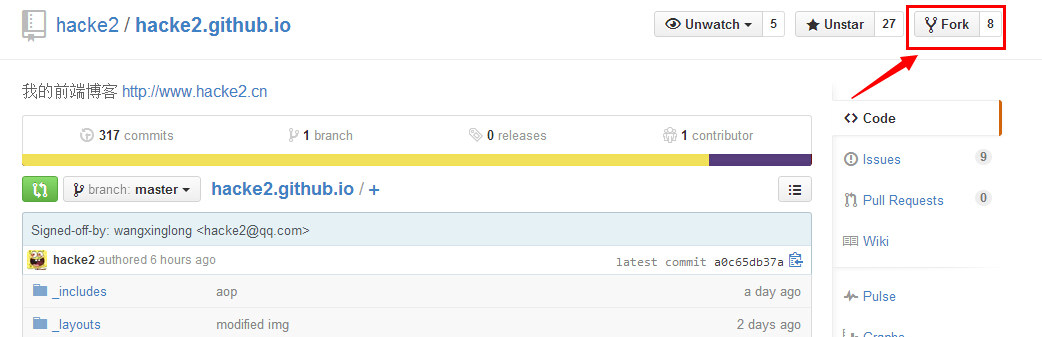 hacke2 / hacke2.github.io
Unwatch 5
Unstar 27
Fork 8
我的前端博客 http://www.hacke2.cn
317 commits
1 branch
0 releases
1 contributor
branch: master
hacke2.github.io / +
Signed-off-by: wangxinglong <hacke2@qq.com>
hacke2 authored 6 hours ago
latest commit a0c65db37a
_includes aop a day ago
_layouts modified img 2 days ago
Code
Issues 9
Pull Requests 0
Wiki
Pulse
Graphs